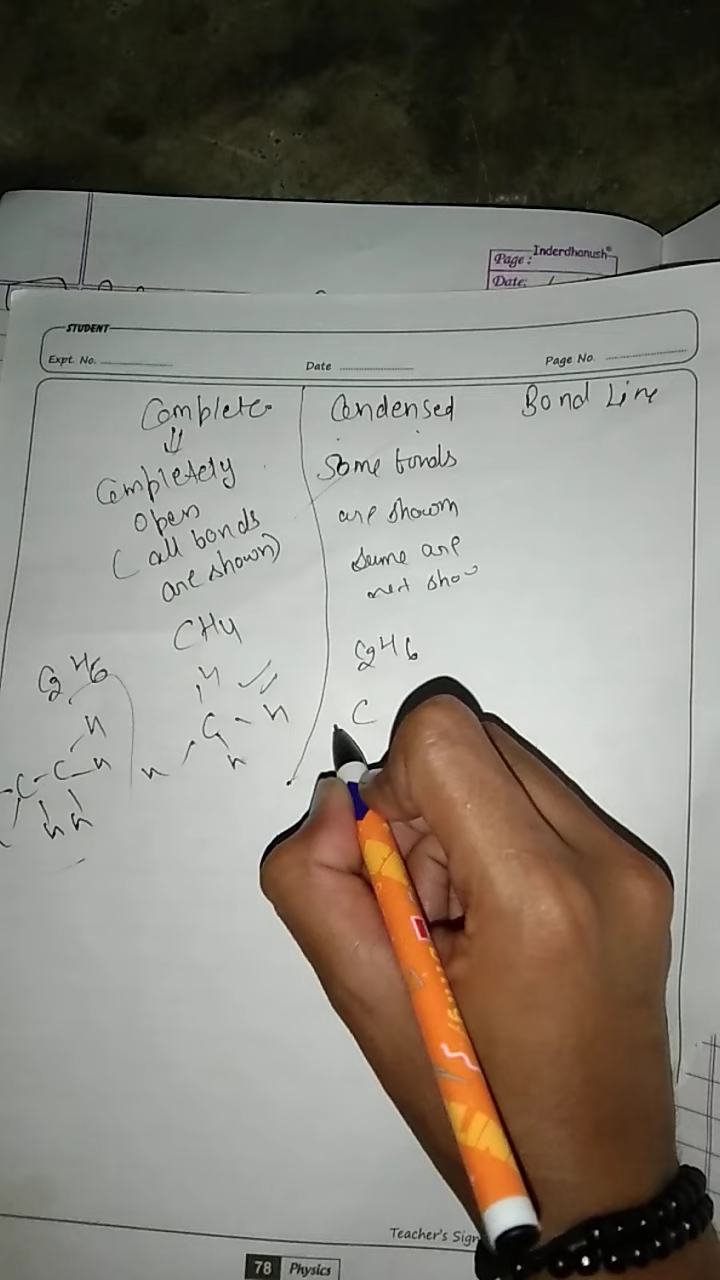 Inderdhanush®
Page :
Date:
STUDENT
Expt. No.
Date
Page No.
Complete
⇓
Completely
open
( all bonds
are shown)
CH4
C2H6
H
C - H
H
H
H
- C - C - H
H H
Condensed
Some bonds
are shown
some are
not show
C2H6
C
Bond Line
Teacher's Sign
78 Physics